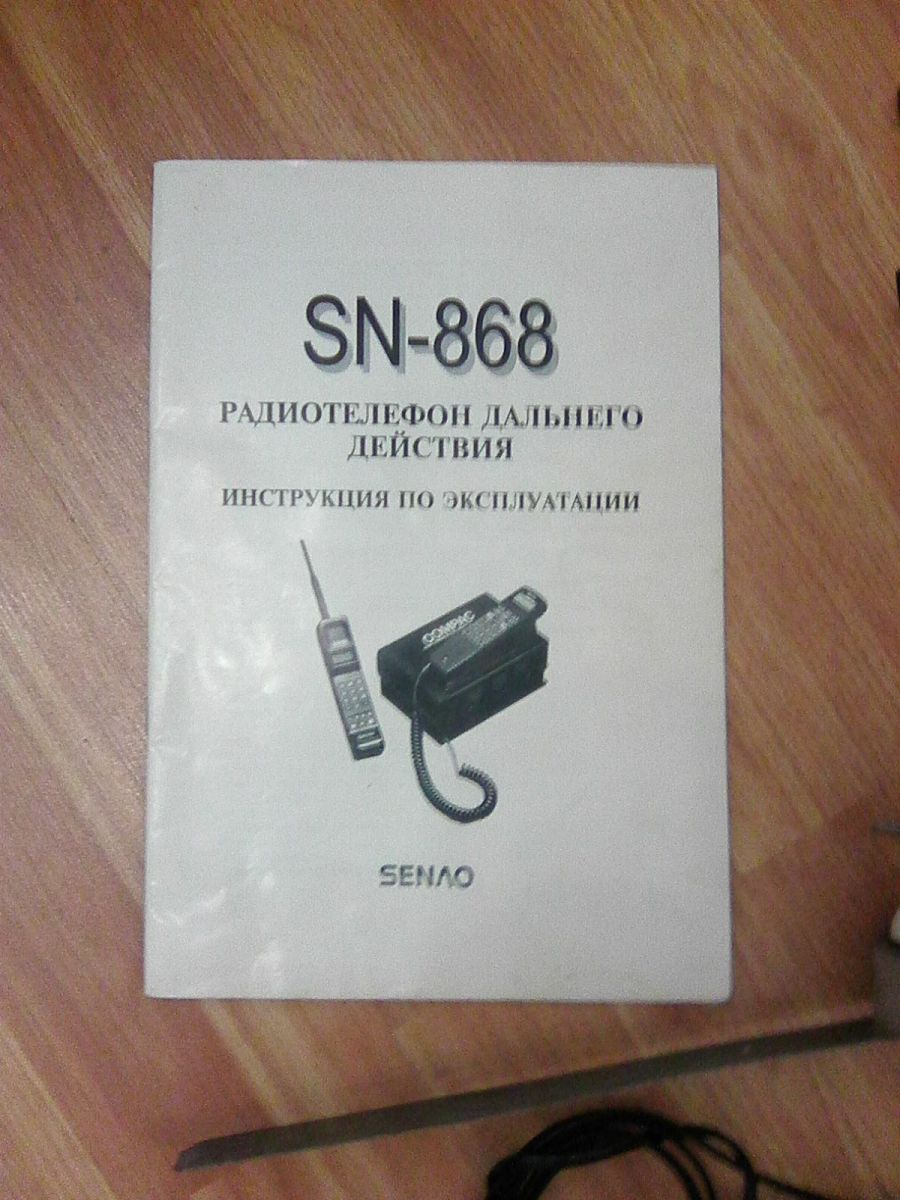 SN-868
РАДИОТЕЛЕФОН ДАЛЬНЕГО
ДЕЙСТВИЯ
ИНСТРУКЦИЯ ПО ЭКСПЛУАТАЦИИ
COMPAC
SENAO